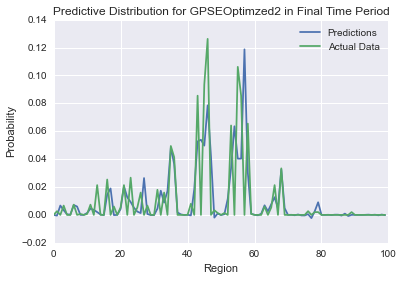 Predictive Distribution for GPSEOptimzed2 in Final Time Period
Predictions
Actual Data
Probability
0.14
0.12
0.10
0.08
0.06
0.04
0.02
0.00
−0.02
0 20 40 60 80 100
Region